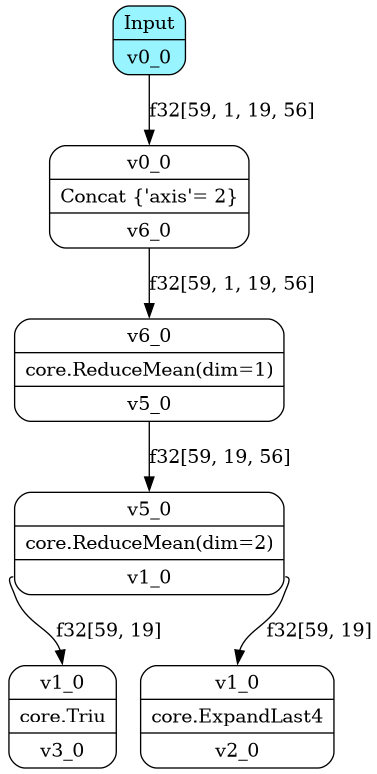 Input
v0_0
f32[59, 1, 19, 56]
v0_0
Concat {'axis'= 2}
v6_0
f32[59, 1, 19, 56]
v6_0
core.ReduceMean(dim=1)
v5_0
f32[59, 19, 56]
v5_0
core.ReduceMean(dim=2)
v1_0
f32[59, 19]
f32[59, 19]
v1_0
core.Triu
v3_0
v1_0
core.ExpandLast4
v2_0